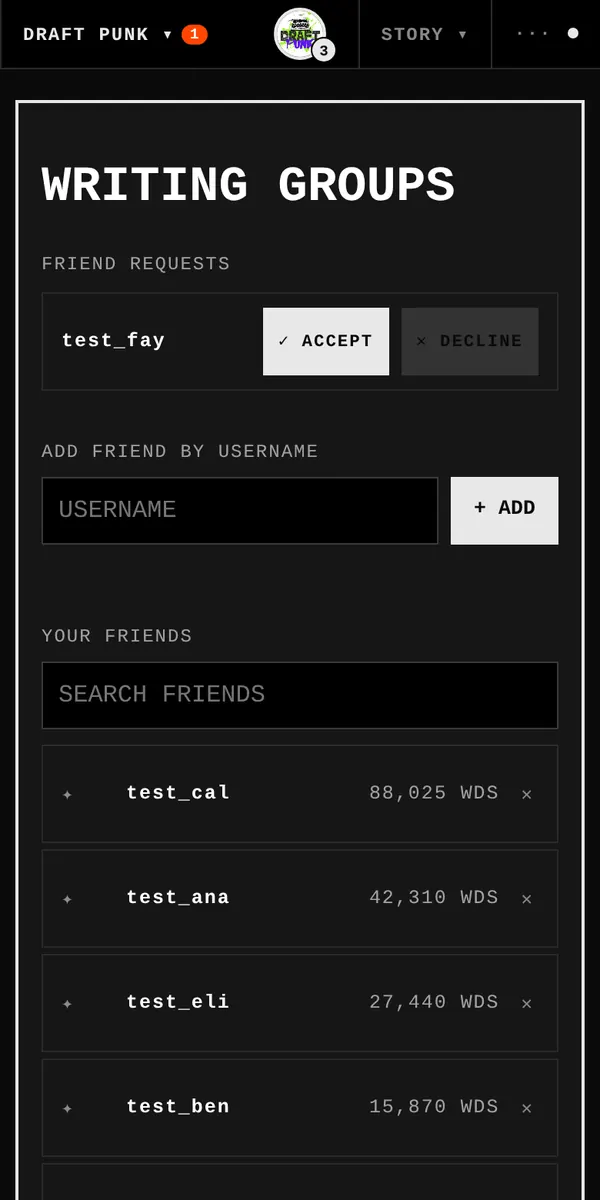 DRAFT PUNK ▼ 1
DRAFT PUNK
3
STORY ▼
···
WRITING GROUPS
FRIEND REQUESTS
test_fay ✓ ACCEPT × DECLINE
ADD FRIEND BY USERNAME
USERNAME + ADD
YOUR FRIENDS
SEARCH FRIENDS
✦ test_cal 88,025 WDS ×
✦ test_ana 42,310 WDS ×
✦ test_eli 27,440 WDS ×
✦ test_ben 15,870 WDS ×